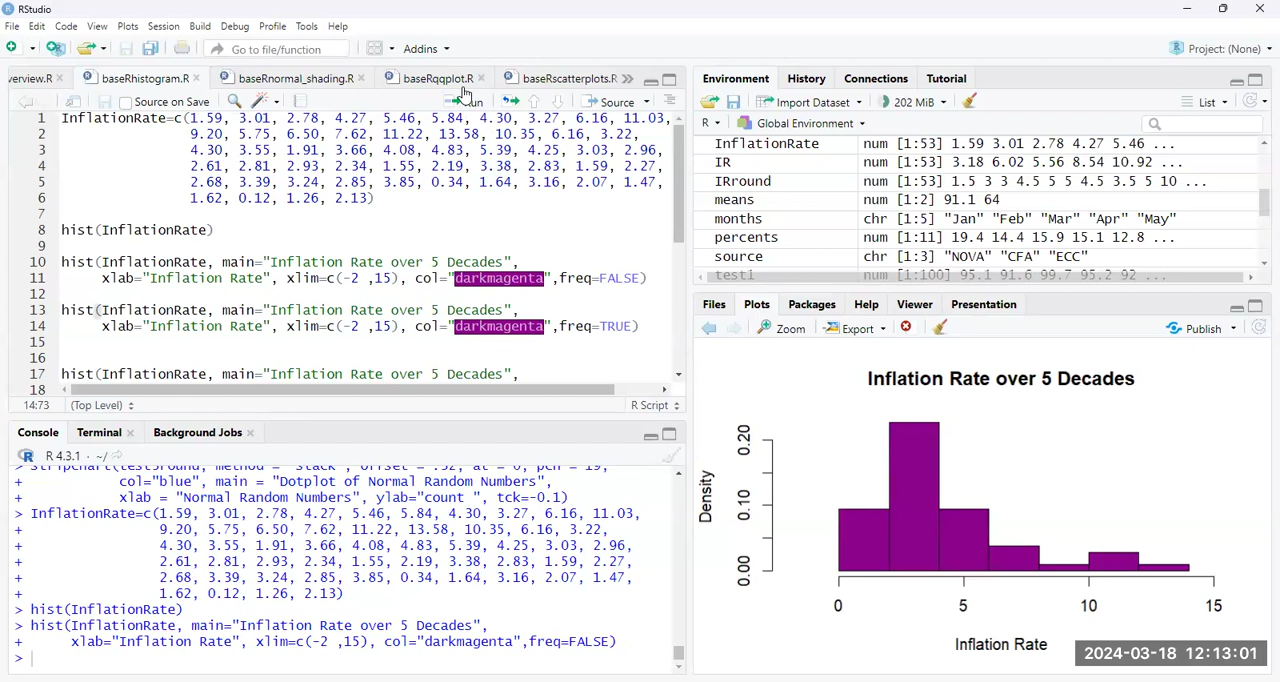 RStudio
File Edit Code View Plots Session Build Debug Profile Tools Help
Go to file/function Addins Project: (None)
verview.R baseRhistogram.R baseRnormal_shading.R baseRqqplot.R baseRscatterplots.R
Source on Save Source
1 InflationRate=c(1.59, 3.01, 2.78, 4.27, 5.46, 5.84, 4.30, 3.27, 6.16, 11.03,
2 9.20, 5.75, 6.50, 7.62, 11.22, 13.58, 10.35, 6.16, 3.22,
3 4.30, 3.55, 1.91, 3.66, 4.08, 4.83, 5.39, 4.25, 3.03, 2.96,
4 2.61, 2.81, 2.93, 2.34, 1.55, 2.19, 3.38, 2.83, 1.59, 2.27,
5 2.68, 3.39, 3.24, 2.85, 3.85, 0.34, 1.64, 3.16, 2.07, 1.47,
6 1.62, 0.12, 1.26, 2.13)
7
8 hist(InflationRate)
9
10 hist(InflationRate, main="Inflation Rate over 5 Decades",
11 xlab="Inflation Rate", xlim=c(-2 ,15), col="darkmagenta",freq=FALSE)
12
13 hist(InflationRate, main="Inflation Rate over 5 Decades",
14 xlab="Inflation Rate", xlim=c(-2 ,15), col="darkmagenta",freq=TRUE)
15
16
17 hist(InflationRate, main="Inflation Rate over 5 Decades",
18
14:73 (Top Level) R Script
Console Terminal Background Jobs
R 4.3.1 · ~/
> stripchart(test5round, method = "stack", offset = .52, at = 0, pch = 19,
+ col="blue", main = "Dotplot of Normal Random Numbers",
+ xlab = "Normal Random Numbers", ylab="count ", tck=-0.1)
> InflationRate=c(1.59, 3.01, 2.78, 4.27, 5.46, 5.84, 4.30, 3.27, 6.16, 11.03,
+ 9.20, 5.75, 6.50, 7.62, 11.22, 13.58, 10.35, 6.16, 3.22,
+ 4.30, 3.55, 1.91, 3.66, 4.08, 4.83, 5.39, 4.25, 3.03, 2.96,
+ 2.61, 2.81, 2.93, 2.34, 1.55, 2.19, 3.38, 2.83, 1.59, 2.27,
+ 2.68, 3.39, 3.24, 2.85, 3.85, 0.34, 1.64, 3.16, 2.07, 1.47,
+ 1.62, 0.12, 1.26, 2.13)
> hist(InflationRate)
> hist(InflationRate, main="Inflation Rate over 5 Decades",
+ xlab="Inflation Rate", xlim=c(-2 ,15), col="darkmagenta",freq=FALSE)
>
Environment History Connections Tutorial
Import Dataset 202 MiB List
R Global Environment
InflationRate num [1:53] 1.59 3.01 2.78 4.27 5.46 ...
IR num [1:53] 3.18 6.02 5.56 8.54 10.92 ...
IRround num [1:53] 1.5 3 3 4.5 5 5 4.5 3.5 5 10 ...
means num [1:2] 91.1 64
months chr [1:5] "Jan" "Feb" "Mar" "Apr" "May"
percents num [1:11] 19.4 14.4 15.9 15.1 12.8 ...
source chr [1:3] "NOVA" "CFA" "ECC"
test1 num [1:100] 95.1 91.6 99.7 95.2 92 ...
Files Plots Packages Help Viewer Presentation
Zoom Export Publish
Inflation Rate over 5 Decades
Density
0.20
0.10
0.00
0 5 10 15
Inflation Rate
2024-03-18 12:13:01